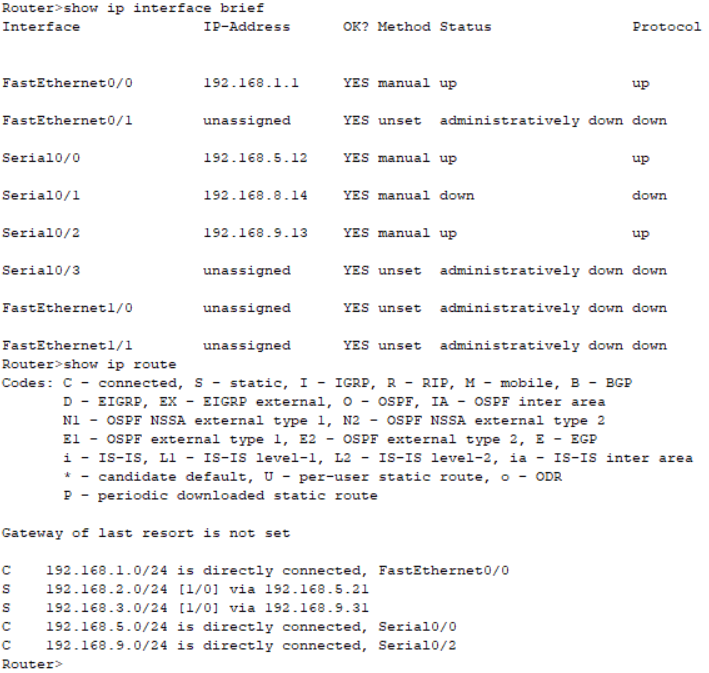 Router>show ip interface brief
Interface IP-Address OK? Method Status Protocol
FastEthernet0/0 192.168.1.1 YES manual up up
FastEthernet0/1 unassigned YES unset administratively down down
Serial0/0 192.168.5.12 YES manual up up
Serial0/1 192.168.8.14 YES manual down down
Serial0/2 192.168.9.13 YES manual up up
Serial0/3 unassigned YES unset administratively down down
FastEthernet1/0 unassigned YES unset administratively down down
FastEthernet1/1 unassigned YES unset administratively down down
Router>show ip route
Codes: C - connected, S - static, I - IGRP, R - RIP, M - mobile, B - BGP
D - EIGRP, EX - EIGRP external, O - OSPF, IA - OSPF inter area
N1 - OSPF NSSA external type 1, N2 - OSPF NSSA external type 2
E1 - OSPF external type 1, E2 - OSPF external type 2, E - EGP
i - IS-IS, L1 - IS-IS level-1, L2 - IS-IS level-2, ia - IS-IS inter area
* - candidate default, U - per-user static route, o - ODR
P - periodic downloaded static route
Gateway of last resort is not set
C 192.168.1.0/24 is directly connected, FastEthernet0/0
S 192.168.2.0/24 [1/0] via 192.168.5.21
S 192.168.3.0/24 [1/0] via 192.168.9.31
C 192.168.5.0/24 is directly connected, Serial0/0
C 192.168.9.0/24 is directly connected, Serial0/2
Router>